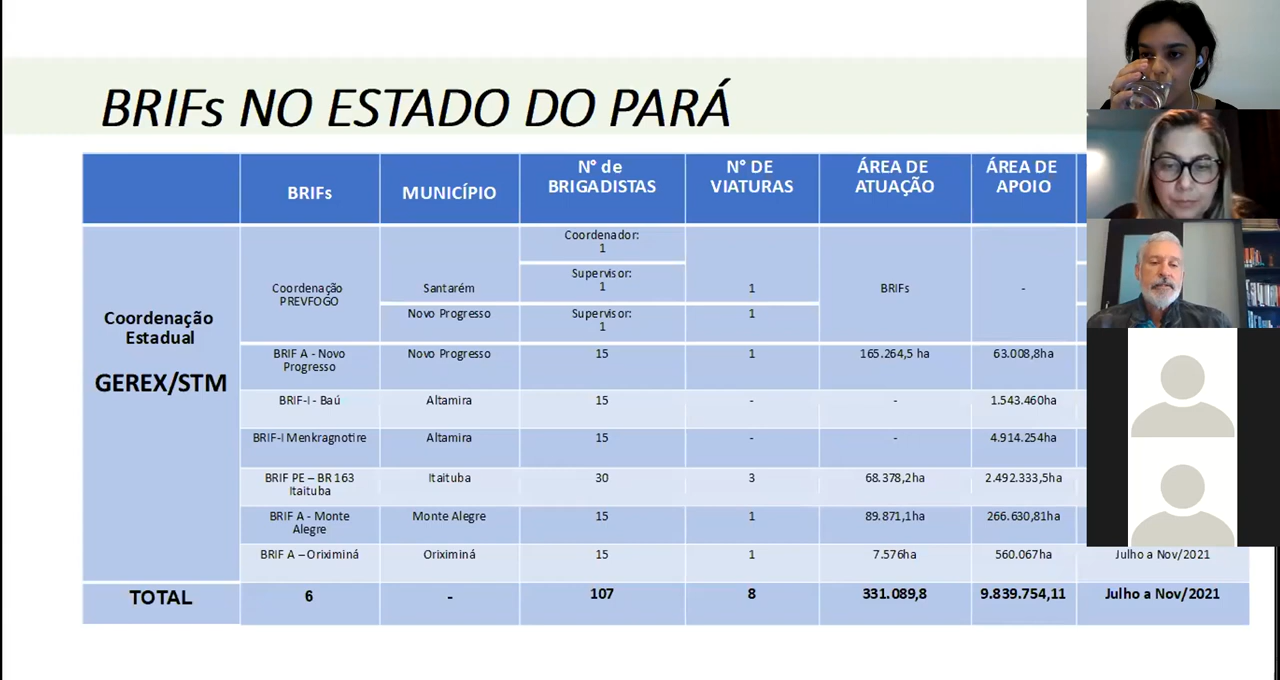 BRIFs NO ESTADO DO PARÁ
BRIFs
MUNICÍPIO
N° de
BRIGADISTAS
N° DE
VIATURAS
ÁREA DE
ATUAÇÃO
ÁREA DE
APOIO
Coordenação
Estadual
GEREX/STM
Coordenação
PREVFOGO
Santarém
Coordenador:
1
Supervisor:
1
1
BRIFs
-
Novo Progresso
Supervisor:
1
1
BRIF A - Novo
Progresso
Novo Progresso
15
1
165.264,5 ha
63.008,8ha
BRIF-I - Baú
Altamira
15
-
-
1.543.460ha
BRIF-I Menkragnotire
Altamira
15
-
-
4.914.254ha
BRIF PE – BR 163
Itaituba
Itaituba
30
3
68.378,2ha
2.492.333,5ha
BRIF A - Monte
Alegre
Monte Alegre
15
1
89.871,1ha
266.630,81ha
BRIF A – Oriximiná
Oriximiná
15
1
7.576ha
560.067ha
Julho a Nov/2021
TOTAL
6
-
107
8
331.089,8
9.839.754,11
Julho a Nov/2021